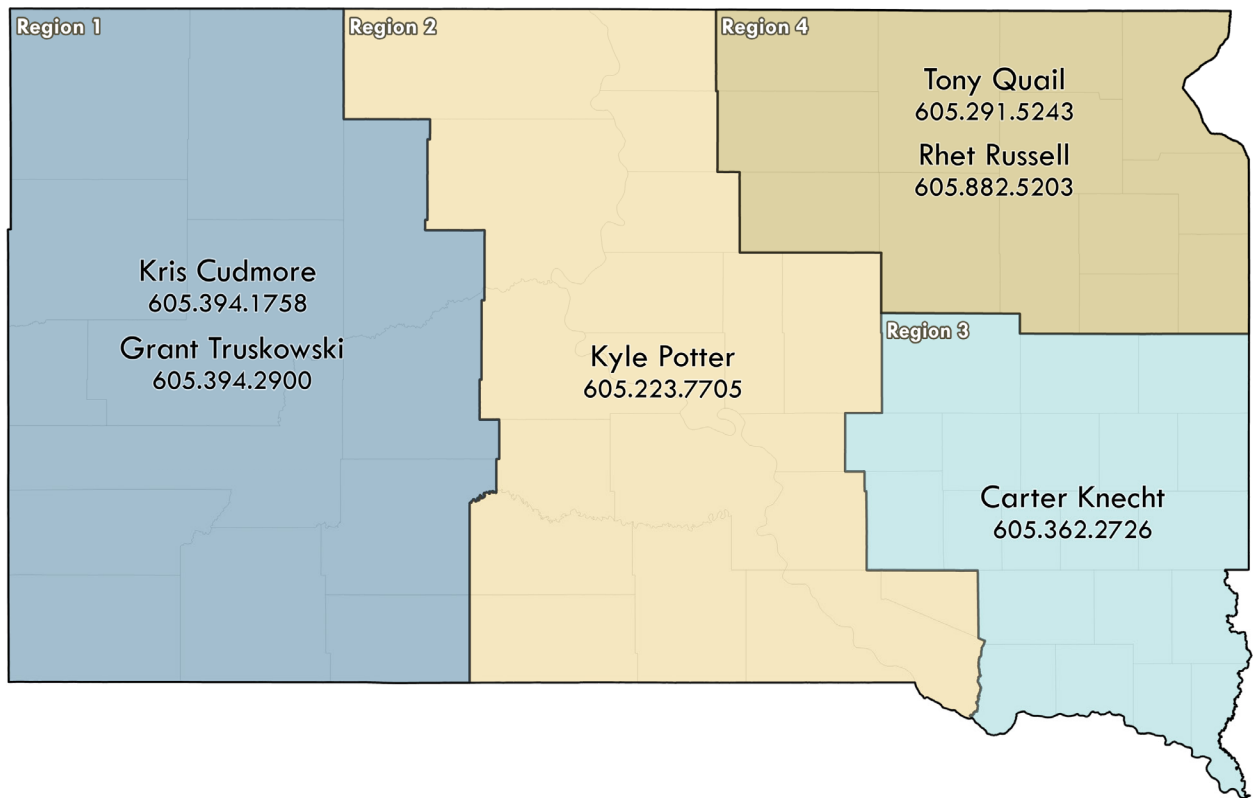 Region 1
Region 2
Region 4
Tony Quail
605.291.5243
Rhet Russell
605.882.5203
Kris Cudmore
605.394.1758
Grant Truskowski
605.394.2900
Region 3
Kyle Potter
605.223.7705
Carter Knecht
605.362.2726